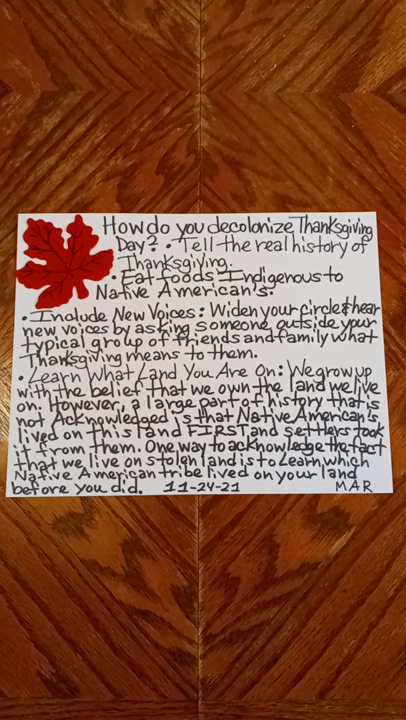 How do you decolonize Thanksgiving
Day? • Tell the real history of
Thanksgiving.
• Eat foods Indigenous to
Native American's.
• Include New Voices: Widen your circle & hear
new voices by asking someone outside your
typical group of friends and family what
Thanksgiving means to them.
• Learn What Land You Are On: We grow up
with the belief that we own the land we live
on. However, a large part of history that is
not Acknowledged is that Native American's
lived on this land FIRST and settlers took
it from them. One way to acknowledge the fact
that we live on stolen land is to Learn which
Native American tribe lived on your land
before you did. 11-24-21 MAR